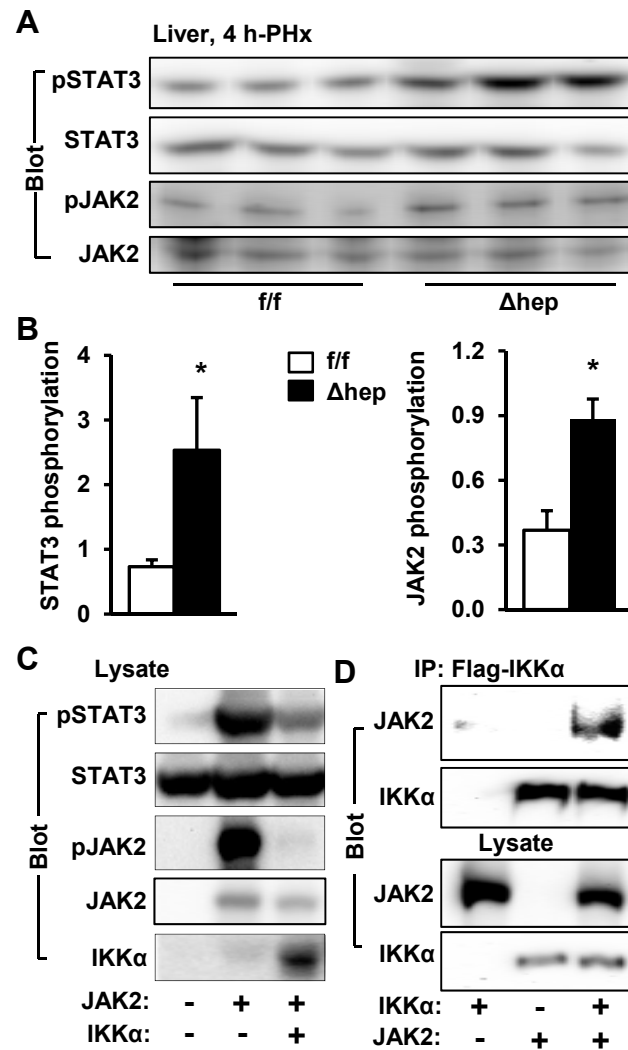 A
Liver, 4 h-PHx
Blot
pSTAT3
STAT3
pJAK2
JAK2
f/f Δhep
B
STAT3 phosphorylation
4
3
2
1
0
*
f/f
Δhep
JAK2 phosphorylation
1.2
0.9
0.6
0.3
0.0
*
C
Lysate
Blot
pSTAT3
STAT3
pJAK2
JAK2
IKKα
JAK2: - + +
IKKα: - - +
D
IP: Flag-IKKα
Blot
JAK2
IKKα
Lysate
JAK2
IKKα
IKKα: + - +
JAK2: - + +